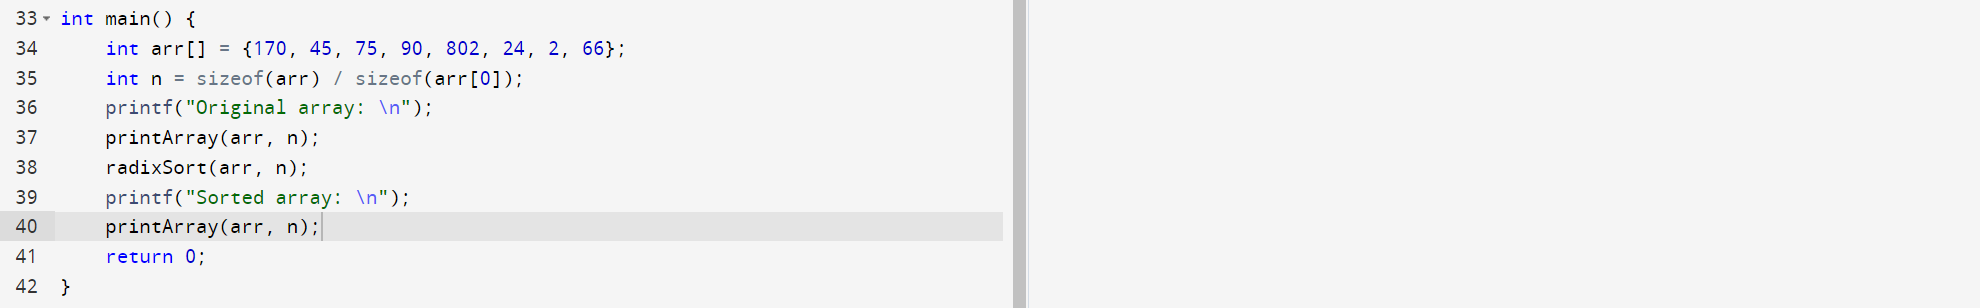 33 int main() {
34 int arr[] = {170, 45, 75, 90, 802, 24, 2, 66};
35 int n = sizeof(arr) / sizeof(arr[0]);
36 printf("Original array: \n");
37 printArray(arr, n);
38 radixSort(arr, n);
39 printf("Sorted array: \n");
40 printArray(arr, n);
41 return 0;
42 }